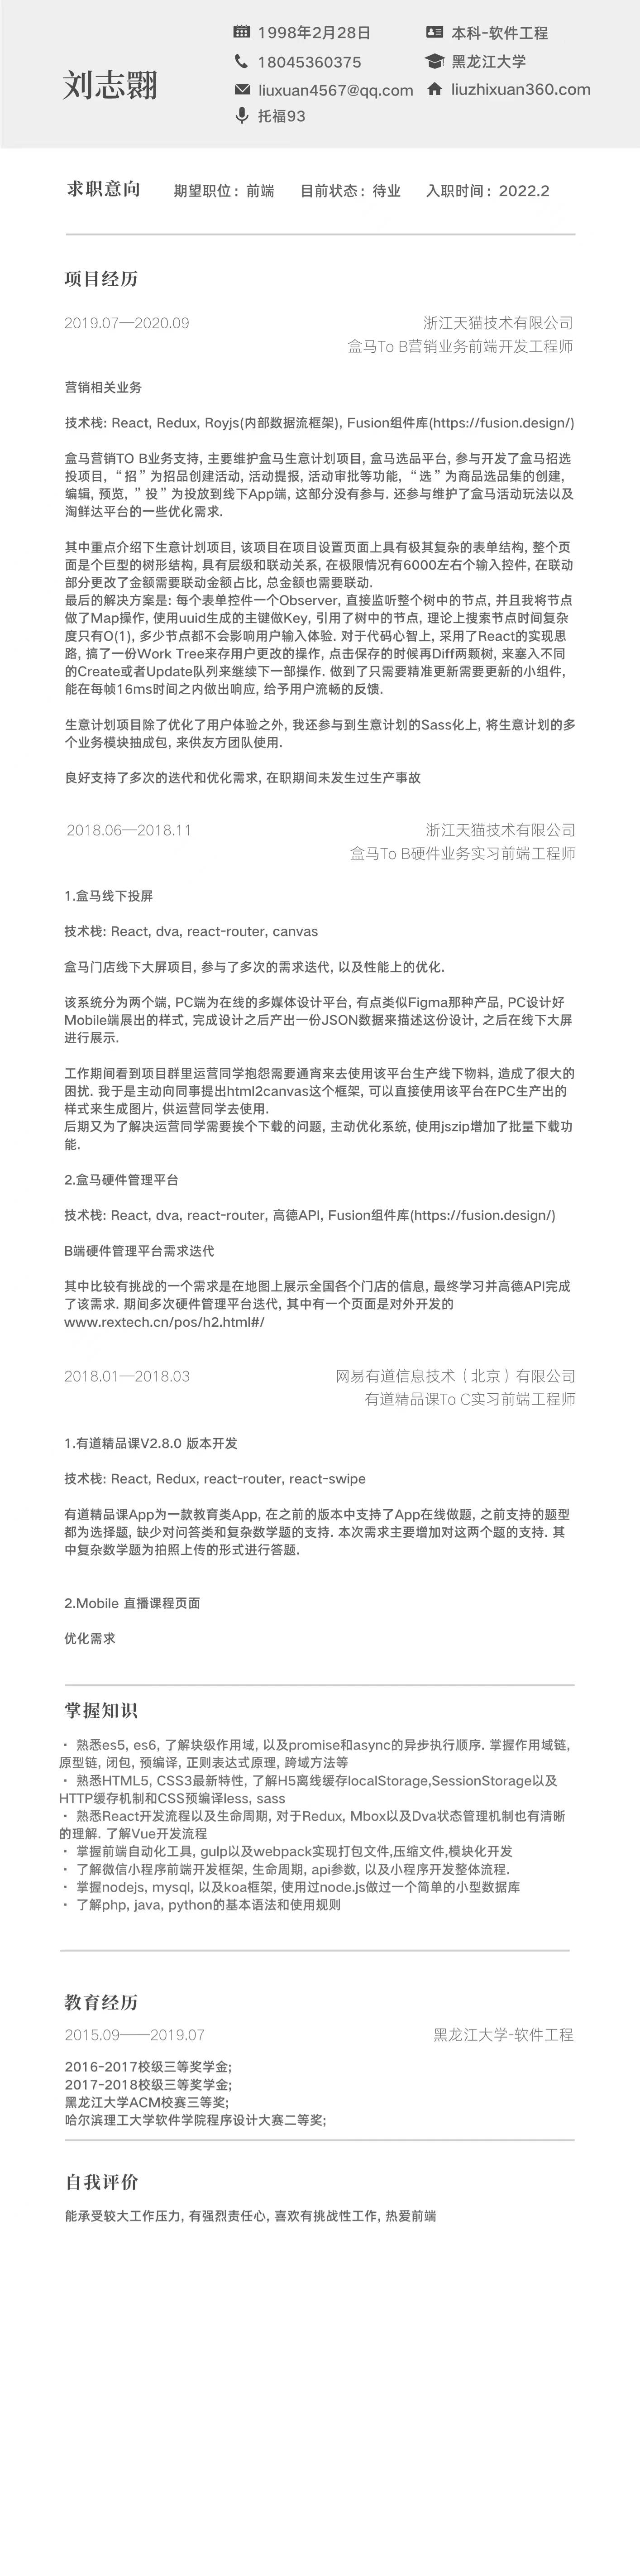 刘志翾
1998年2月28日
本科-软件工程
18045360375
黑龙江大学
liuxuan4567@qq.com
liuzhixuan360.com
托福93
求职意向
期望职位: 前端
目前状态: 待业
入职时间: 2022.2
项目经历
2019.07—2020.09
浙江天猫技术有限公司
盒马To B营销业务前端开发工程师
营销相关业务
技术栈: React, Redux, Royjs(内部数据流框架), Fusion组件库(https://fusion.design/)
盒马营销TO B业务支持, 主要维护盒马生意计划项目, 盒马选品平台, 参与开发了盒马招选
投项目, “招”为招品创建活动, 活动提报, 活动审批等功能, “选”为商品选品集的创建,
编辑, 预览, ”投”为投放到线下App端, 这部分没有参与. 还参与维护了盒马活动玩法以及
淘鲜达平台的一些优化需求.
其中重点介绍下生意计划项目, 该项目在项目设置页面上具有极其复杂的表单结构, 整个页
面是个巨型的树形结构, 具有层级和联动关系, 在极限情况有6000左右个输入控件, 在联动
部分更改了金额需要联动金额占比, 总金额也需要联动.
最后的解决方案是: 每个表单控件一个Observer, 直接监听整个树中的节点, 并且我将节点
做了Map操作, 使用uuid生成的主键做Key, 引用了树中的节点, 理论上搜索节点时间复杂
度只有O(1), 多少节点都不会影响用户输入体验. 对于代码心智上, 采用了React的实现思
路, 搞了一份Work Tree来存用户更改的操作, 点击保存的时候再Diff两颗树, 来塞入不同
的Create或者Update队列来继续下一部操作. 做到了只需要精准更新需要更新的小组件,
能在每帧16ms时间之内做出响应, 给予用户流畅的反馈.
生意计划项目除了优化了用户体验之外, 我还参与到生意计划的Sass化上, 将生意计划的多
个业务模块抽成包, 来供友方团队使用.
良好支持了多次的迭代和优化需求, 在职期间未发生过生产事故
2018.06—2018.11
浙江天猫技术有限公司
盒马To B硬件业务实习前端工程师
1.盒马线下投屏
技术栈: React, dva, react-router, canvas
盒马门店线下大屏项目, 参与了多次的需求迭代, 以及性能上的优化.
该系统分为两个端, PC端为在线的多媒体设计平台, 有点类似Figma那种产品, PC设计好
Mobile端展出的样式, 完成设计之后产出一份JSON数据来描述这份设计, 之后在线下大屏
进行展示.
工作期间看到项目群里运营同学抱怨需要通宵来去使用该平台生产线下物料, 造成了很大的
困扰. 我于是主动向同事提出html2canvas这个框架, 可以直接使用该平台在PC生产出的
样式来生成图片, 供运营同学去使用.
后期又为了解决运营同学需要挨个下载的问题, 主动优化系统, 使用jszip增加了批量下载功
能.
2.盒马硬件管理平台
技术栈: React, dva, react-router, 高德API, Fusion组件库(https://fusion.design/)
B端硬件管理平台需求迭代
其中比较有挑战的一个需求是在地图上展示全国各个门店的信息, 最终学习并高德API完成
了该需求. 期间多次硬件管理平台迭代, 其中有一个页面是对外开发的
www.rextech.cn/pos/h2.html#/
2018.01—2018.03
网易有道信息技术（北京）有限公司
有道精品课To C实习前端工程师
1.有道精品课V2.8.0 版本开发
技术栈: React, Redux, react-router, react-swipe
有道精品课App为一款教育类App, 在之前的版本中支持了App在线做题, 之前支持的题型
都为选择题, 缺少对问答类和复杂数学题的支持. 本次需求主要增加对这两个题的支持. 其
中复杂数学题为拍照上传的形式进行答题.
2.Mobile 直播课程页面
优化需求
掌握知识
· 熟悉es5, es6, 了解块级作用域, 以及promise和async的异步执行顺序. 掌握作用域链,
原型链, 闭包, 预编译, 正则表达式原理, 跨域方法等
· 熟悉HTML5, CSS3最新特性, 了解H5离线缓存localStorage,SessionStorage以及
HTTP缓存机制和CSS预编译less, sass
· 熟悉React开发流程以及生命周期, 对于Redux, Mbox以及Dva状态管理机制也有清晰
的理解. 了解Vue开发流程
· 掌握前端自动化工具, gulp以及webpack实现打包文件,压缩文件,模块化开发
· 了解微信小程序前端开发框架, 生命周期, api参数, 以及小程序开发整体流程.
· 掌握nodejs, mysql, 以及koa框架, 使用过node.js做过一个简单的小型数据库
· 了解php, java, python的基本语法和使用规则
教育经历
2015.09——2019.07
黑龙江大学-软件工程
2016-2017校级三等奖学金;
2017-2018校级三等奖学金;
黑龙江大学ACM校赛三等奖;
哈尔滨理工大学软件学院程序设计大赛二等奖;
自我评价
能承受较大工作压力, 有强烈责任心, 喜欢有挑战性工作, 热爱前端